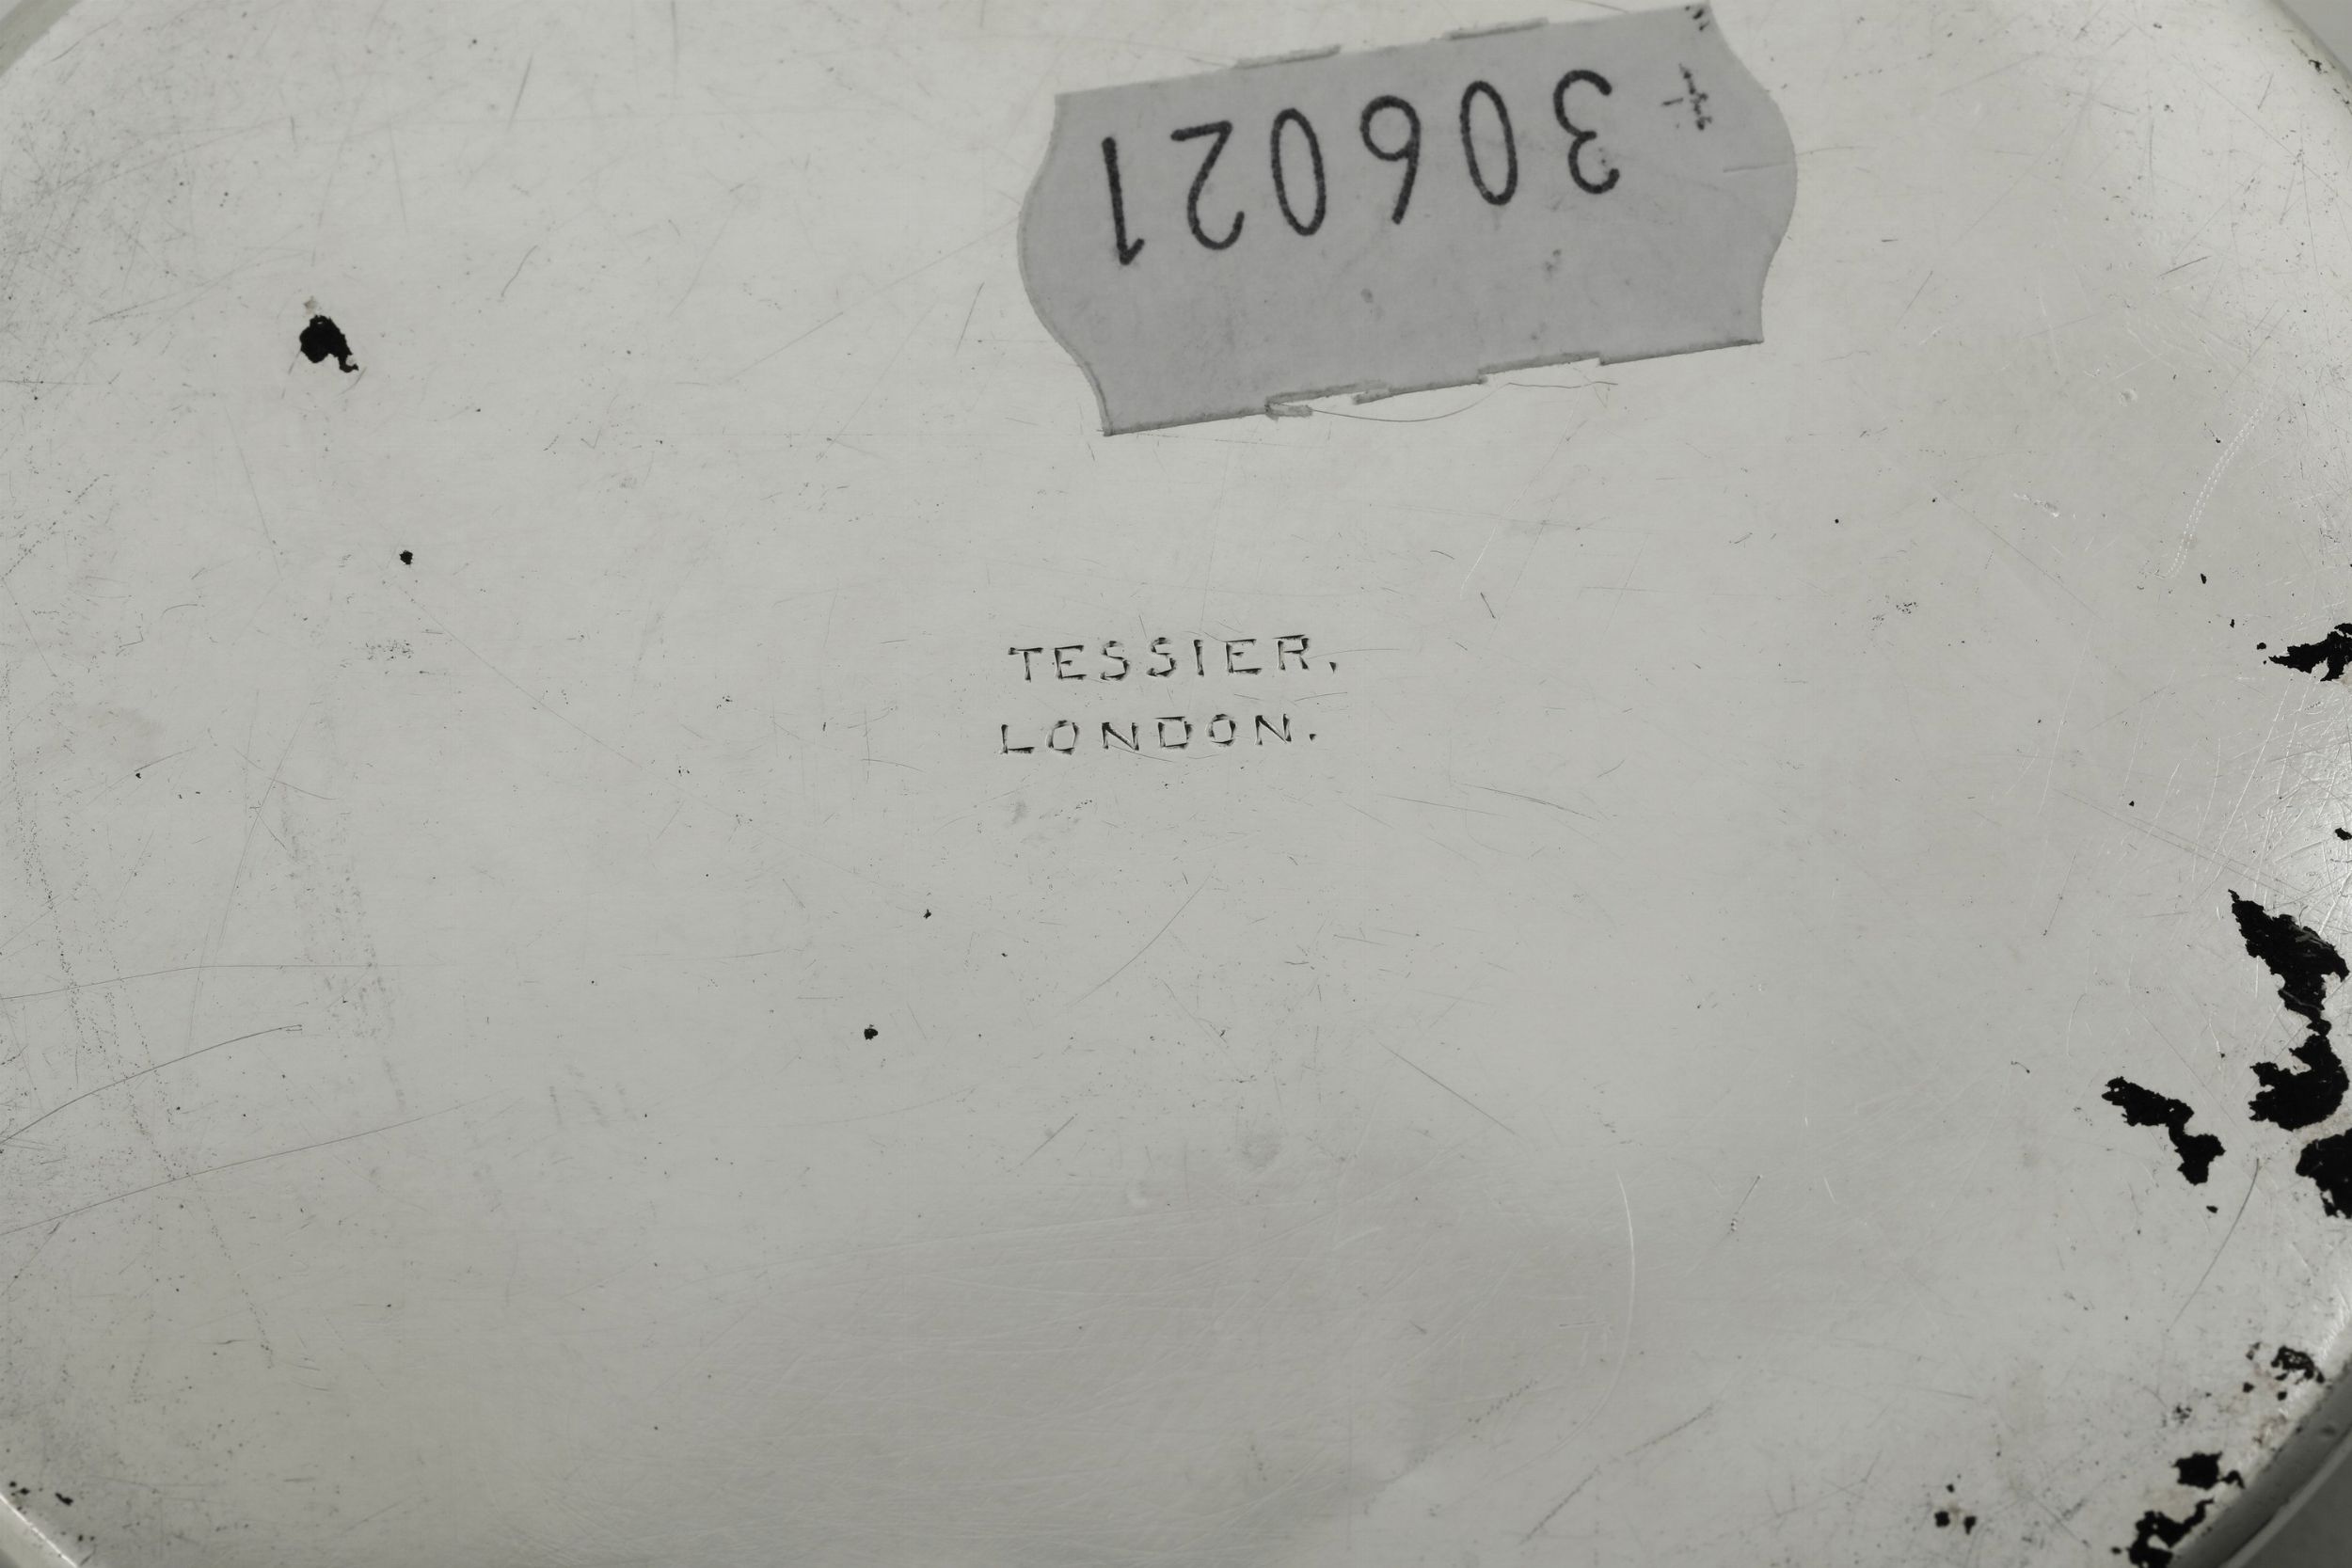 306021
TESSIER.
LONDON.